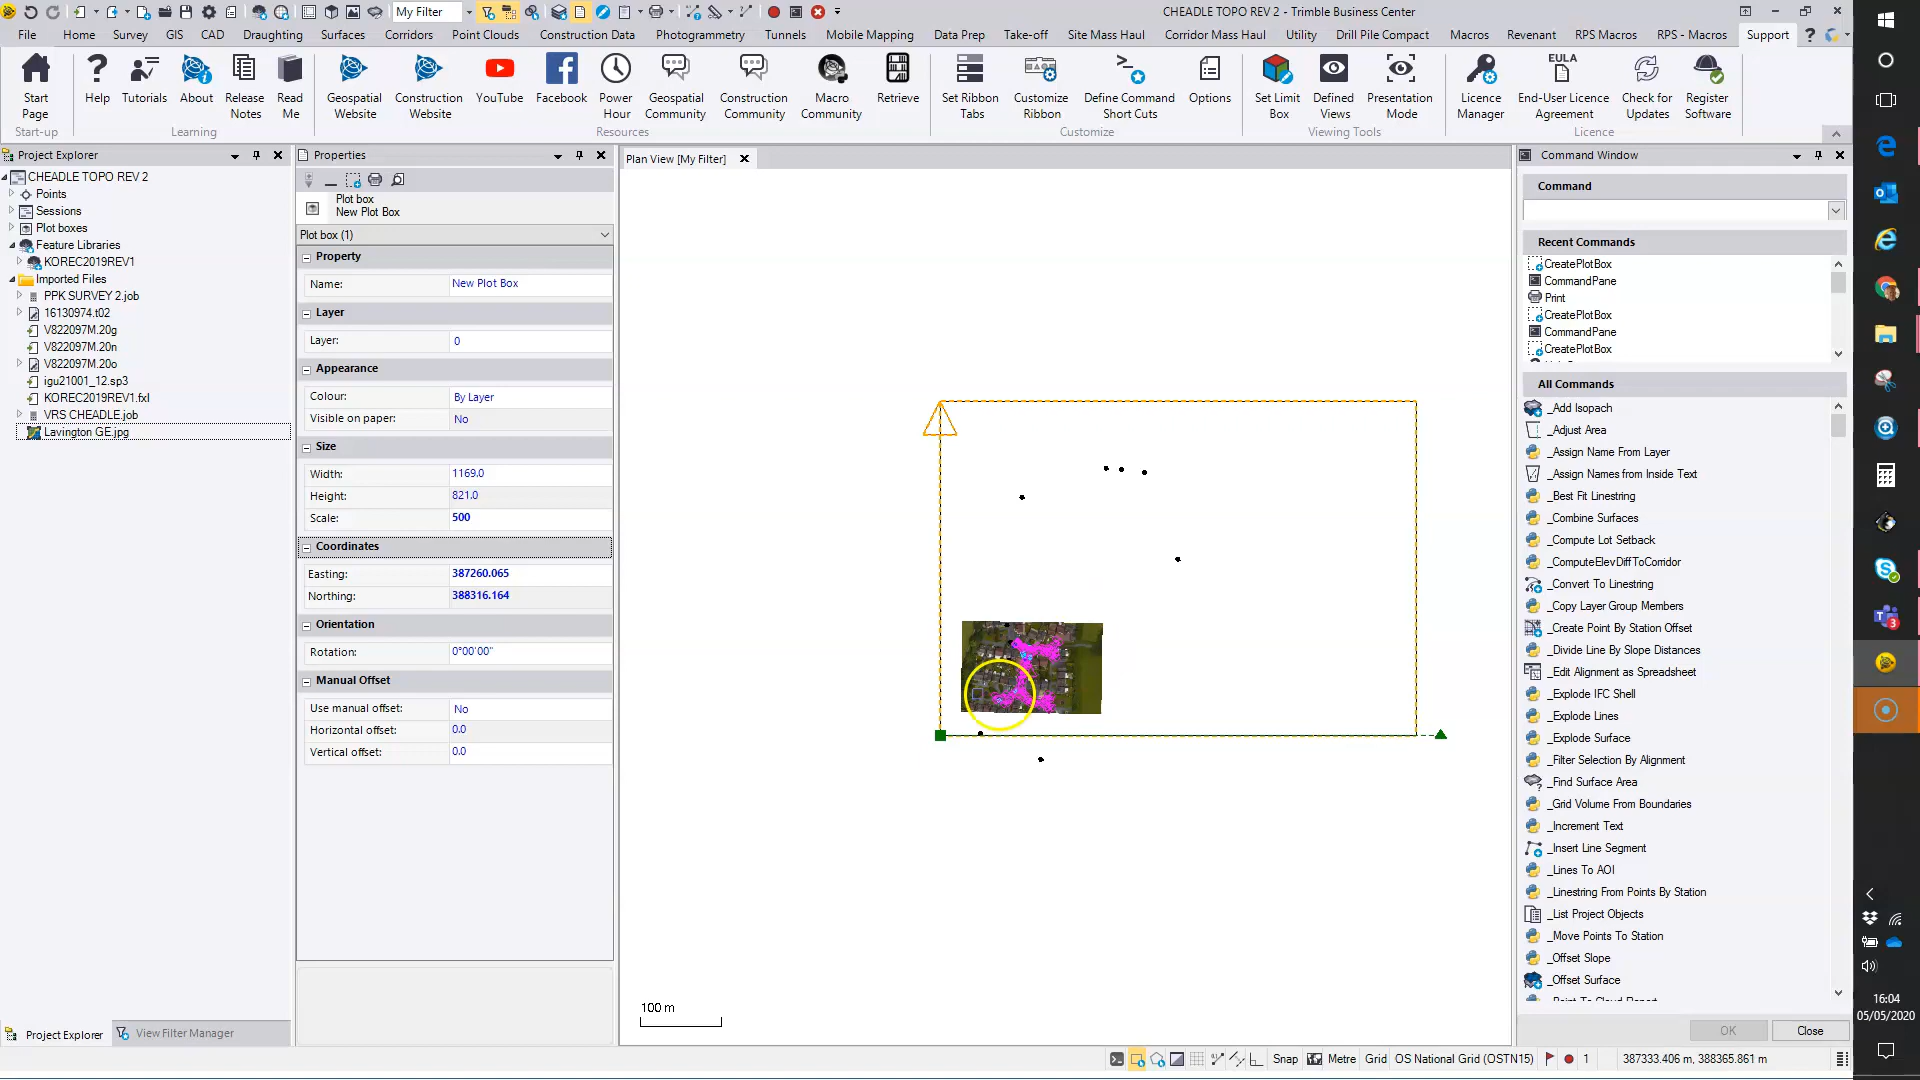 My Filter
CHEADLE TOPO REV 2 - Trimble Business Center
File Home Survey GIS CAD Draughting Surfaces Corridors Point Clouds Construction Data Photogrammetry Tunnels Mobile Mapping Data Prep Take-off Site Mass Haul Corridor Mass Haul Utility Drill Pile Compact Macros Revenant RPS Macros RPS - Macros Support
Start Page
Help
Tutorials
About
Release Notes
Read Me
Geospatial Website
Construction Website
YouTube
Facebook
Power Hour
Geospatial Community
Construction Community
Macro Community
Retrieve
Set Ribbon Tabs
Customize Ribbon
Define Command Short Cuts
Options
Set Limit Box
Defined Views
Presentation Mode
Licence Manager
EULA
End-User Licence Agreement
Check for Updates
Register Software
Start-up
Learning
Resources
Customize
Viewing Tools
Licence
Project Explorer
CHEADLE TOPO REV 2
Points
Sessions
Plot boxes
Feature Libraries
KOREC2019REV1
Imported Files
PPK SURVEY 2.job
16130974.t02
V822097M.20g
V822097M.20n
V822097M.20o
igu21001_12.sp3
KOREC2019REV1.fxl
VRS CHEADLE.job
Lavington GE.jpg
Project Explorer
View Filter Manager
Properties
Plot box
New Plot Box
Plot box (1)
Property
Name: New Plot Box
Layer
Layer: 0
Appearance
Colour: By Layer
Visible on paper: No
Size
Width: 1169.0
Height: 821.0
Scale: 500
Coordinates
Easting: 387260.065
Northing: 388316.164
Orientation
Rotation: 0°00'00"
Manual Offset
Use manual offset: No
Horizontal offset: 0.0
Vertical offset: 0.0
Plan View [My Filter]
100 m
Command Window
Command
Recent Commands
CreatePlotBox
CommandPane
Print
CreatePlotBox
CommandPane
CreatePlotBox
All Commands
_Add Isopach
_Adjust Area
_Assign Name From Layer
_Assign Names from Inside Text
_Best Fit Linestring
_Combine Surfaces
_Compute Lot Setback
_ComputeElevDiffToCorridor
_Convert To Linestring
_Copy Layer Group Members
_Create Point By Station Offset
_Divide Line By Slope Distances
_Edit Alignment as Spreadsheet
_Explode IFC Shell
_Explode Lines
_Explode Surface
_Filter Selection By Alignment
_Find Surface Area
_Grid Volume From Boundaries
_Increment Text
_Insert Line Segment
_Lines To AOI
_Linestring From Points By Station
_List Project Objects
_Move Points To Station
_Offset Slope
_Offset Surface
OK
Close
Snap Metre Grid OS National Grid (OSTN15) 1 387333.406 m, 388365.861 m
3
16:04
05/05/2020